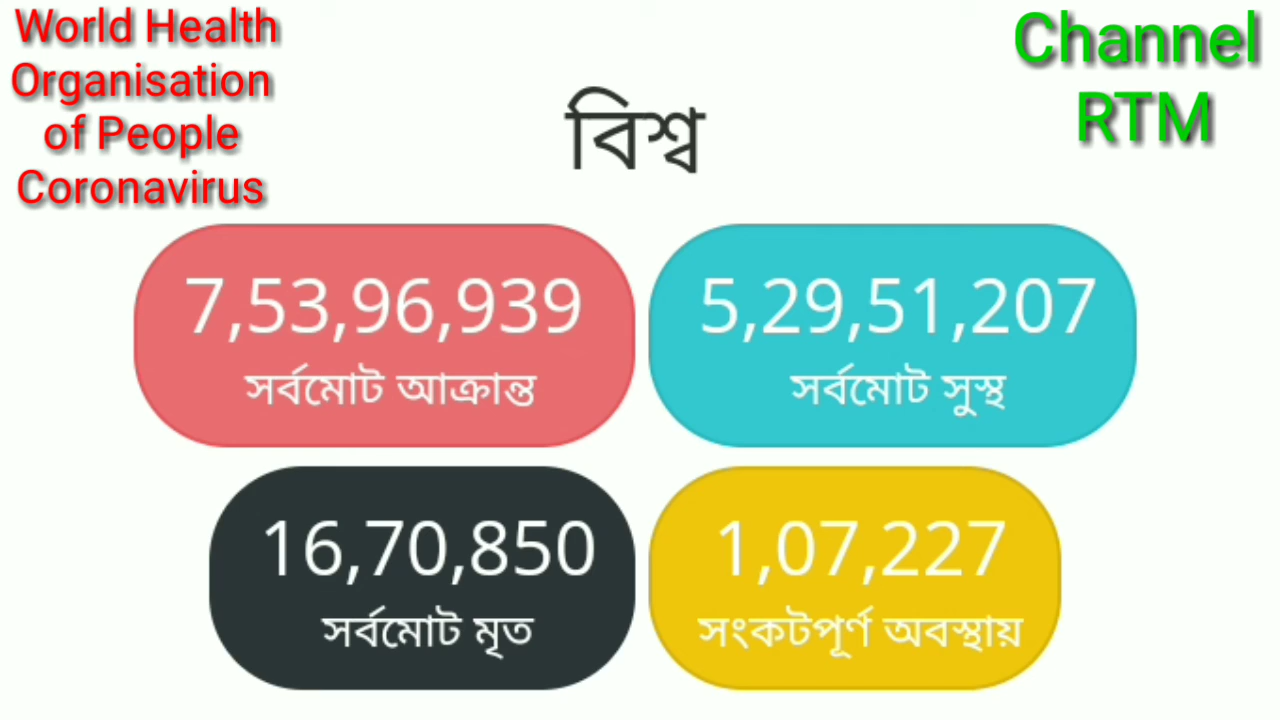 World Health
Organisation
of People
Coronavirus
Channel
RTM
বিশ্ব
7,53,96,939
সর্বমোট আক্রান্ত
5,29,51,207
সর্বমোট সুস্থ
16,70,850
সর্বমোট মৃত
1,07,227
সংকটপূর্ণ অবস্থায়